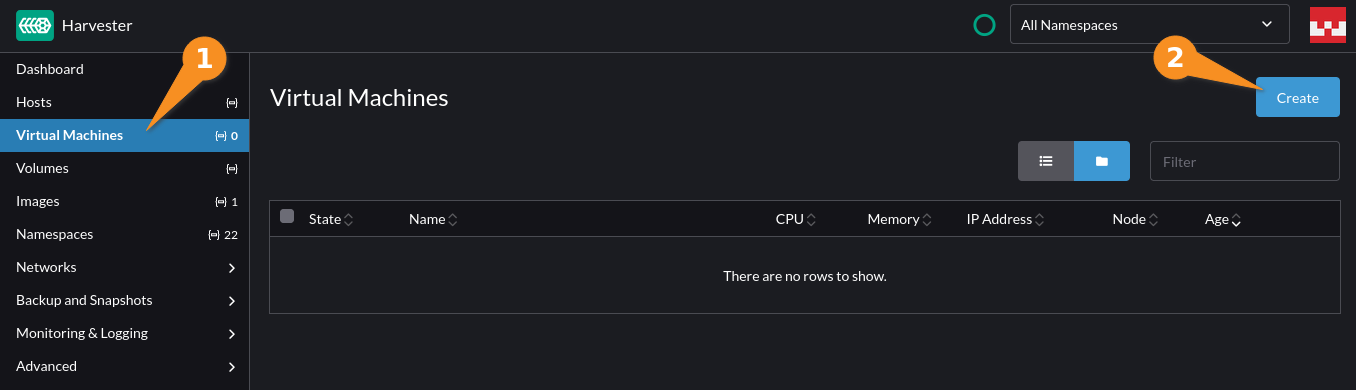 Harvester
All Namespaces
1
2
Dashboard
Hosts
Virtual Machines 0
Volumes
Images 1
Namespaces 22
Networks
Backup and Snapshots
Monitoring & Logging
Advanced
Virtual Machines
Create
Filter
State Name CPU Memory IP Address Node Age
There are no rows to show.